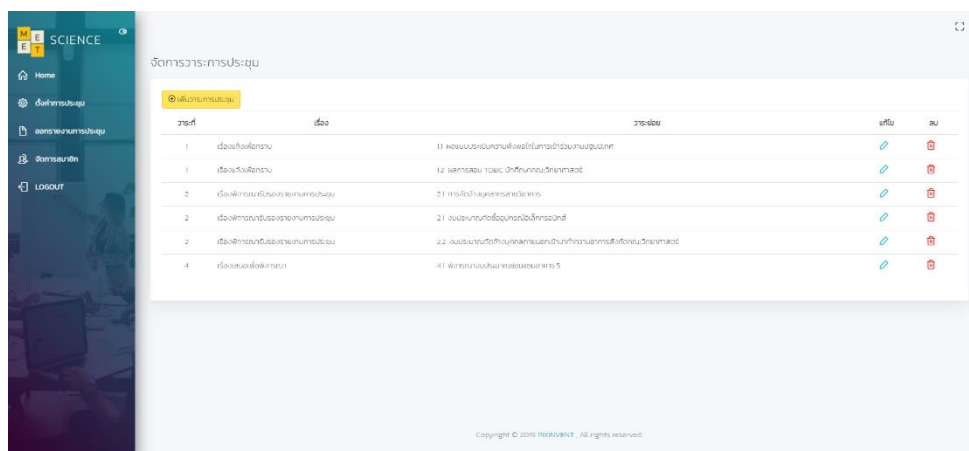 MEET SCIENCE
Home
ตั้งค่าการประชุม
ออกรายงานการประชุม
จัดการสมาชิก
LOGOUT
จัดการวาระการประชุม
เพิ่มวาระการประชุม
วาระที่ เรื่อง วาระย่อย แก้ไข ลบ
1 เรื่องแจ้งเพื่อทราบ 1.1 ผลแบบประเมินความพึงพอใจในการเข้าร่วมงานปฐมนิเทศ
1 เรื่องแจ้งเพื่อทราบ 1.2 ผลการสอบ TOEIC นักศึกษาคณะวิทยาศาสตร์
2 เรื่องพิจารณารับรองรายงานการประชุม 2.1 การจัดจ้างบุคลากรสายวิชาการ
2 เรื่องพิจารณารับรองรายงานการประชุม 2.1 งบประมาณจัดซื้ออุปกรณ์อิเล็กทรอนิกส์
2 เรื่องพิจารณารับรองรายงานการประชุม 2.2 งบประมาณจัดจ้างบุคคลภายนอกเข้ามาทำความอาคารสังกัดคณะวิทยาศาสตร์
4 เรื่องเสนอเพื่อพิจารณา 4.1 พิจารณางบประมาณซ่อมแซมอาคาร 5
Copyright © 2019 PIXINVENT , All rights reserved.